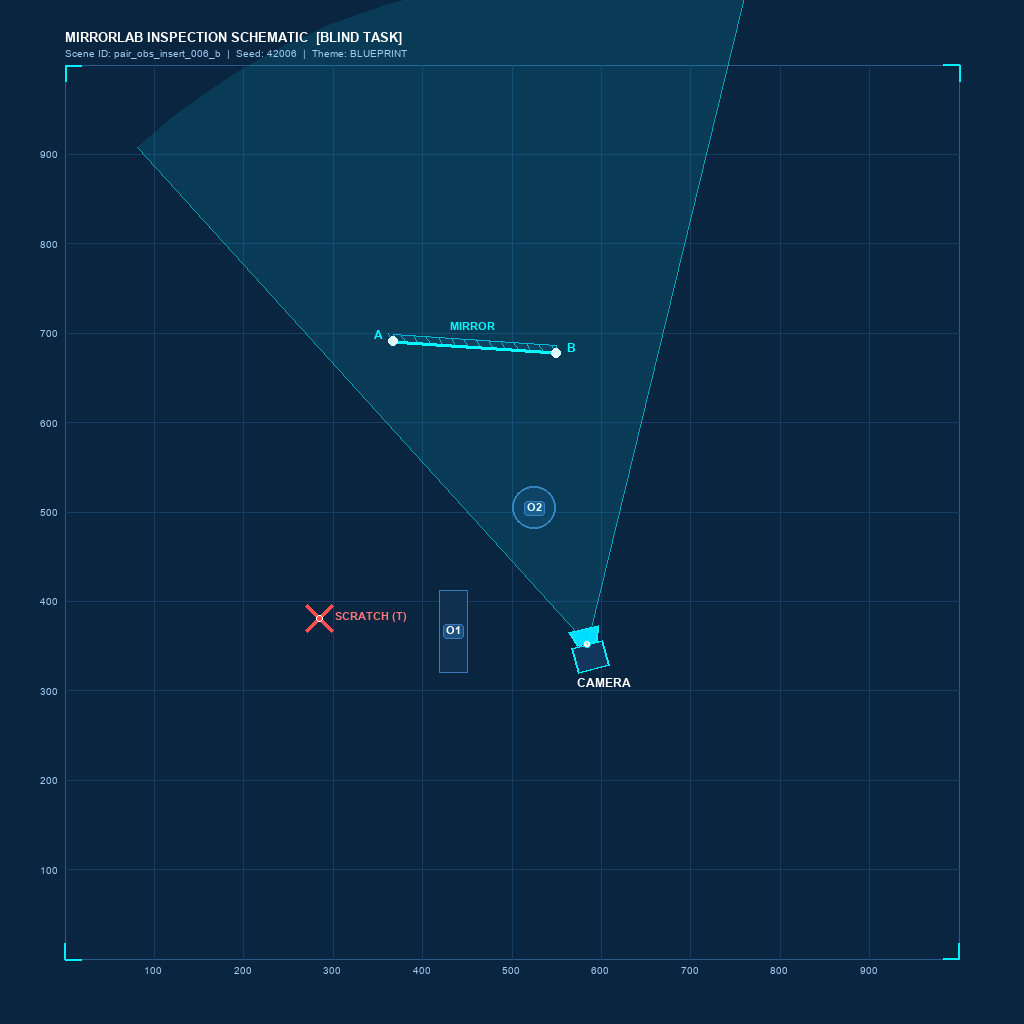 MIRRORLAB INSPECTION SCHEMATIC [BLIND TASK]
Scene ID: pair_obs_insert_006_b | Seed: 42006 | Theme: BLUEPRINT
900
800
MIRROR
A
B
700
600
O2
500
400
SCRATCH (T)
O1
CAMERA
300
200
100
100 200 300 400 500 600 700 800 900